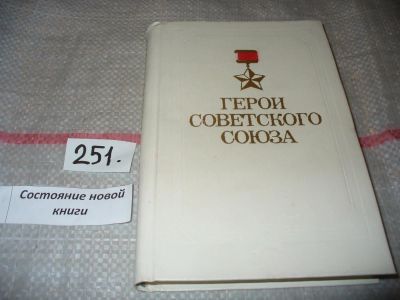 ГЕРОИ
СОВЕТСКОГО
СОЮЗА
251.
Состояние новой
книги